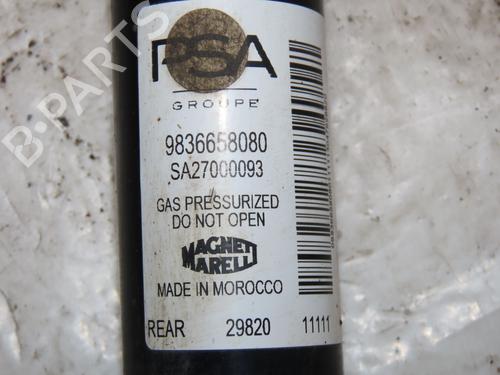 PSA
GROUPE
9836658080
SA27000093
GAS PRESSURIZED
DO NOT OPEN
MAGNETI
MARELLI
MADE IN MOROCCO
REAR 29820 11111
B-PARTS